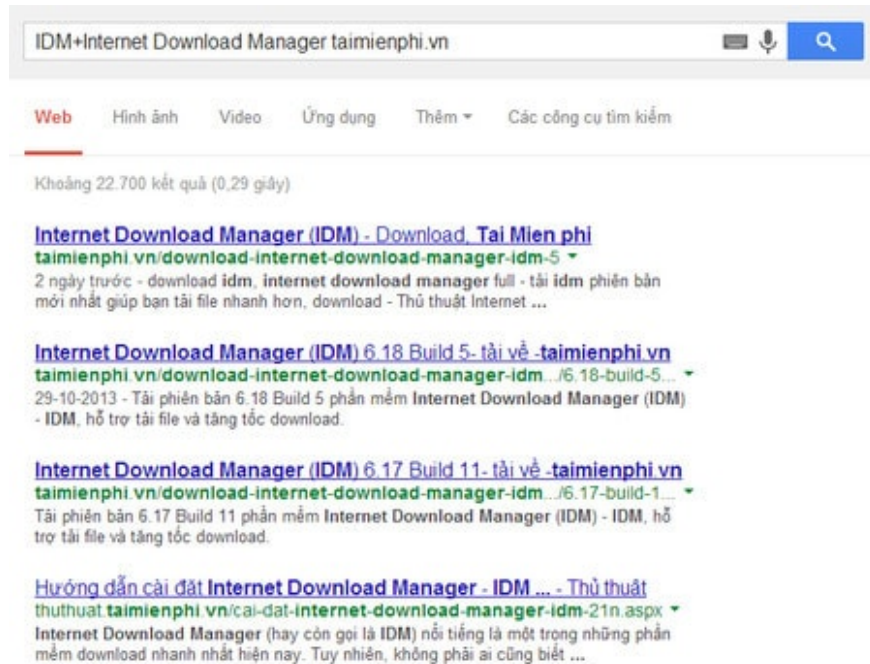 IDM+Internet Download Manager taimienphi.vn
Web Hình ảnh Video Ứng dụng Thêm Các công cụ tìm kiếm
Khoảng 22.700 kết quả (0,29 giây)
Internet Download Manager (IDM) - Download, Tai Mien phi
taimienphi.vn/download-internet-download-manager-idm-5
2 ngày trước - download idm, internet download manager full - tải idm phiên bản
mới nhất giúp bạn tải file nhanh hơn, download - Thủ thuật Internet ...
Internet Download Manager (IDM) 6.18 Build 5- tải về -taimienphi.vn
taimienphi.vn/download-internet-download-manager-idm.../6.18-build-5...
29-10-2013 - Tải phiên bản 6.18 Build 5 phần mềm Internet Download Manager (IDM)
- IDM, hỗ trợ tải file và tăng tốc download.
Internet Download Manager (IDM) 6.17 Build 11- tải về -taimienphi.vn
taimienphi.vn/download-internet-download-manager-idm.../6.17-build-1...
Tải phiên bản 6.17 Build 11 phần mềm Internet Download Manager (IDM) - IDM, hỗ
trợ tải file và tăng tốc download.
Hướng dẫn cài đặt Internet Download Manager - IDM ... - Thủ thuật
thuthuat.taimienphi.vn/cai-dat-internet-download-manager-idm-21n.aspx
Internet Download Manager (hay còn gọi là IDM) nổi tiếng là một trong những phần
mềm download nhanh nhất hiện nay. Tuy nhiên, không phải ai cũng biết ...